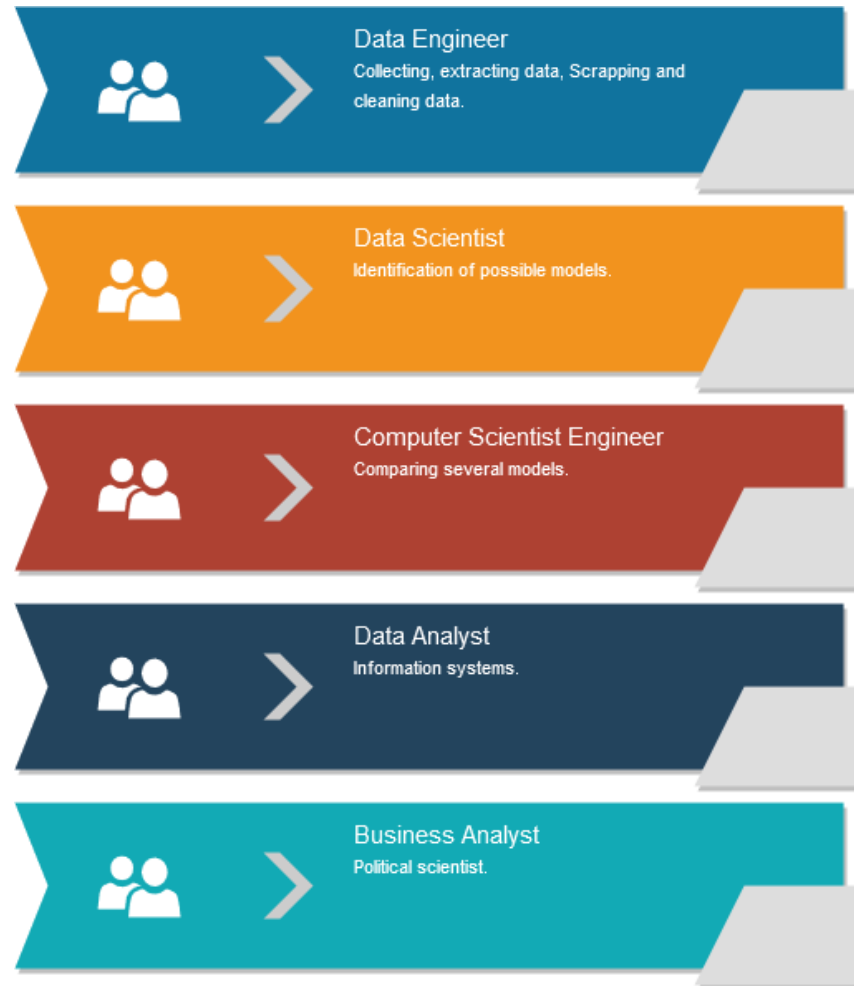 Data Engineer
Collecting, extracting data, Scrapping and
cleaning data.
Data Scientist
Identification of possible models.
Computer Scientist Engineer
Comparing several models.
Data Analyst
Information systems.
Business Analyst
Political scientist.